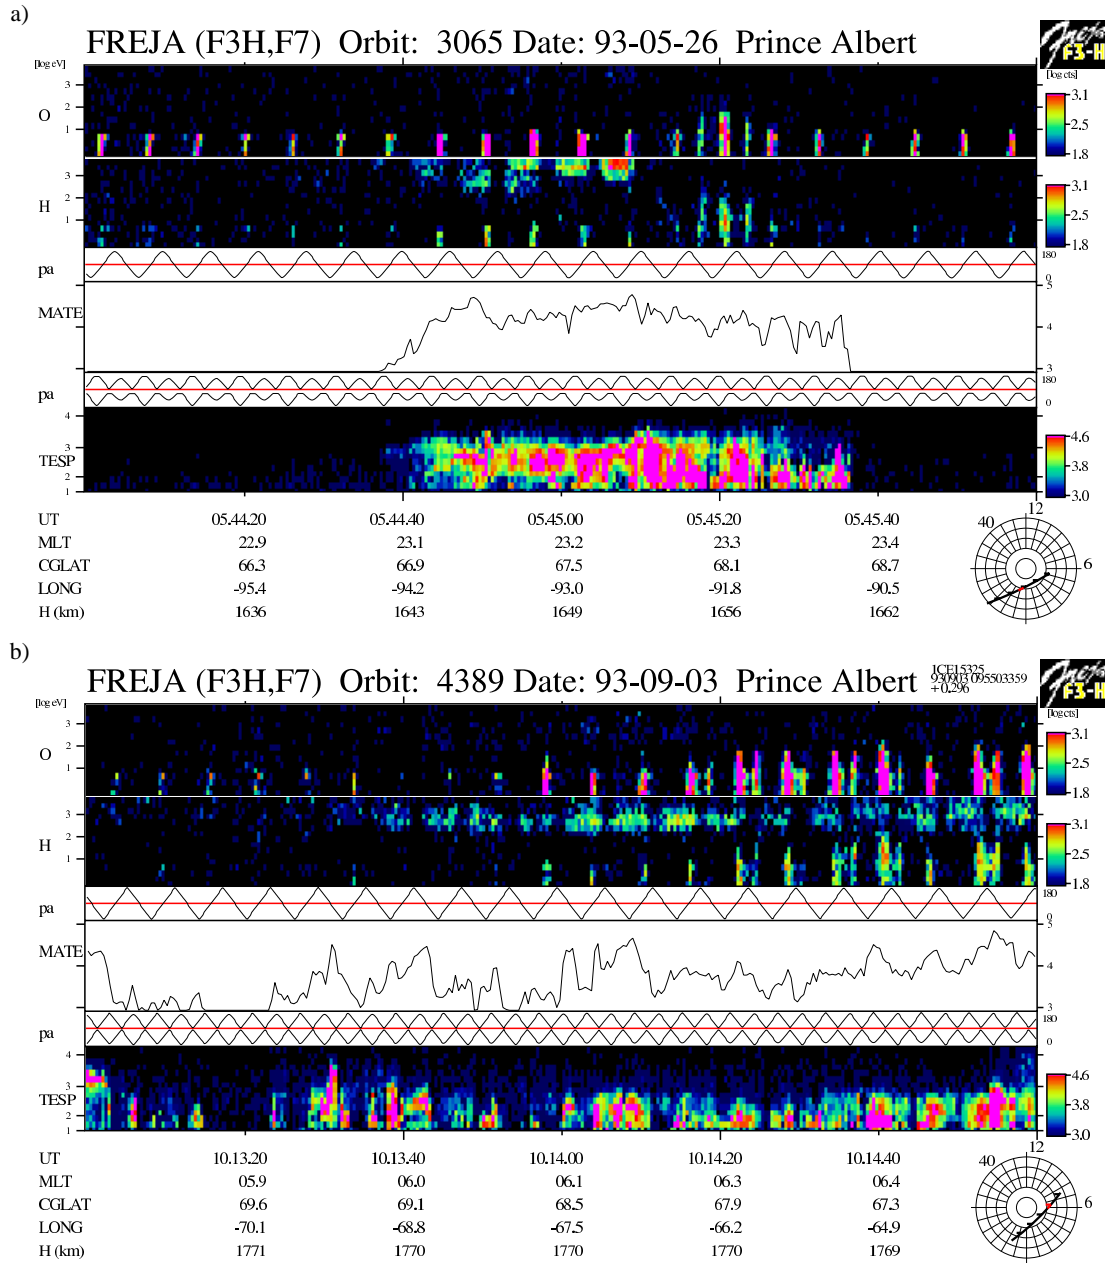 a)
FREJA (F3H,F7) Orbit: 3065 Date: 93-05-26 Prince Albert
F3-H
[log eV]
[log cts]
3
2
1
O
3.1
2.5
1.8
3
2
1
H
3.1
2.5
1.8
pa
180
0
MATE
5
4
3
pa
180
0
4
3
2
1
TESP
4.6
3.8
3.0
UT 05.44.20 05.44.40 05.45.00 05.45.20 05.45.40
MLT 22.9 23.1 23.2 23.3 23.4
CGLAT 66.3 66.9 67.5 68.1 68.7
LONG -95.4 -94.2 -93.0 -91.8 -90.5
H (km) 1636 1643 1649 1656 1662
12
40
6
b)
FREJA (F3H,F7) Orbit: 4389 Date: 93-09-03 Prince Albert
ICE15325
930903 095503359
+0.296
F3-H
[log eV]
[log cts]
3
2
1
O
3.1
2.5
1.8
3
2
1
H
3.1
2.5
1.8
pa
180
0
MATE
5
4
3
pa
180
0
4
3
2
1
TESP
4.6
3.8
3.0
UT 10.13.20 10.13.40 10.14.00 10.14.20 10.14.40
MLT 05.9 06.0 06.1 06.3 06.4
CGLAT 69.6 69.1 68.5 67.9 67.3
LONG -70.1 -68.8 -67.5 -66.2 -64.9
H (km) 1771 1770 1770 1770 1769
12
40
6